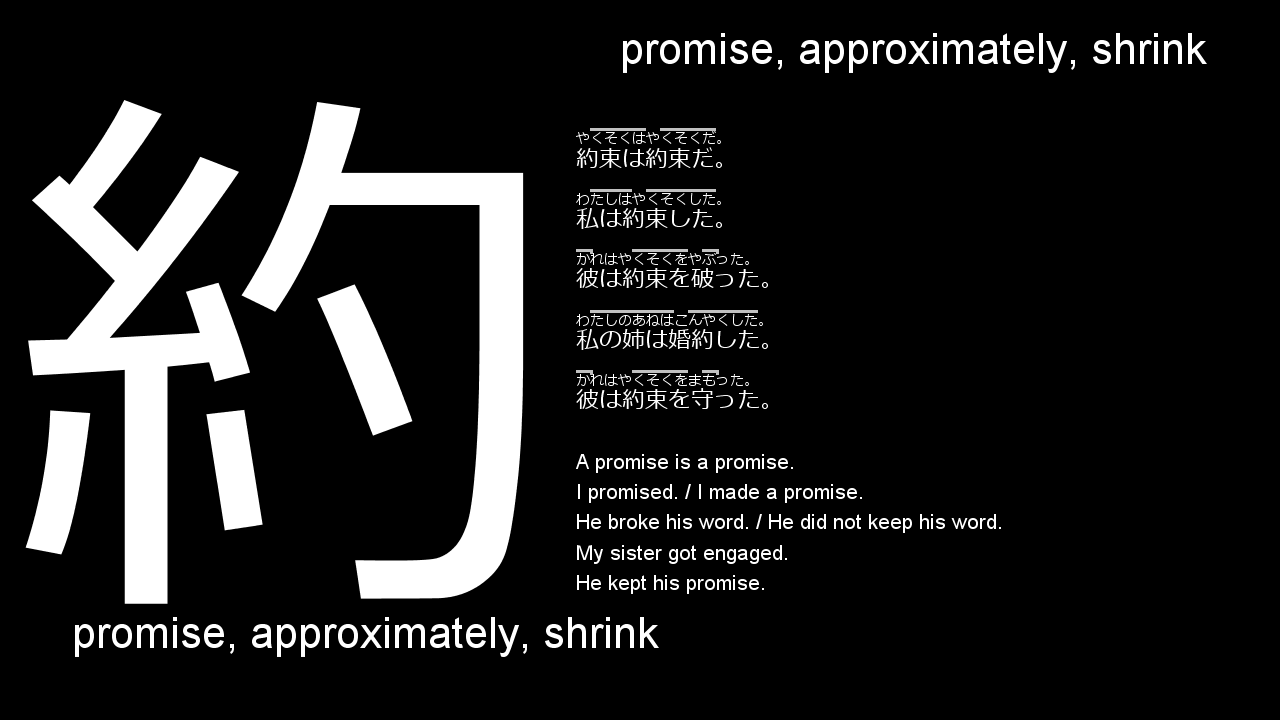 promise, approximately, shrink
約
やくそくはやくそくだ。
約束は約束だ。
わたしはやくそくした。
私は約束した。
かれはやくそくをやぶった。
彼は約束を破った。
わたしのあねはこんやくした。
私の姉は婚約した。
かれはやくそくをまもった。
彼は約束を守った。
A promise is a promise.
I promised. / I made a promise.
He broke his word. / He did not keep his word.
My sister got engaged.
He kept his promise.
promise, approximately, shrink